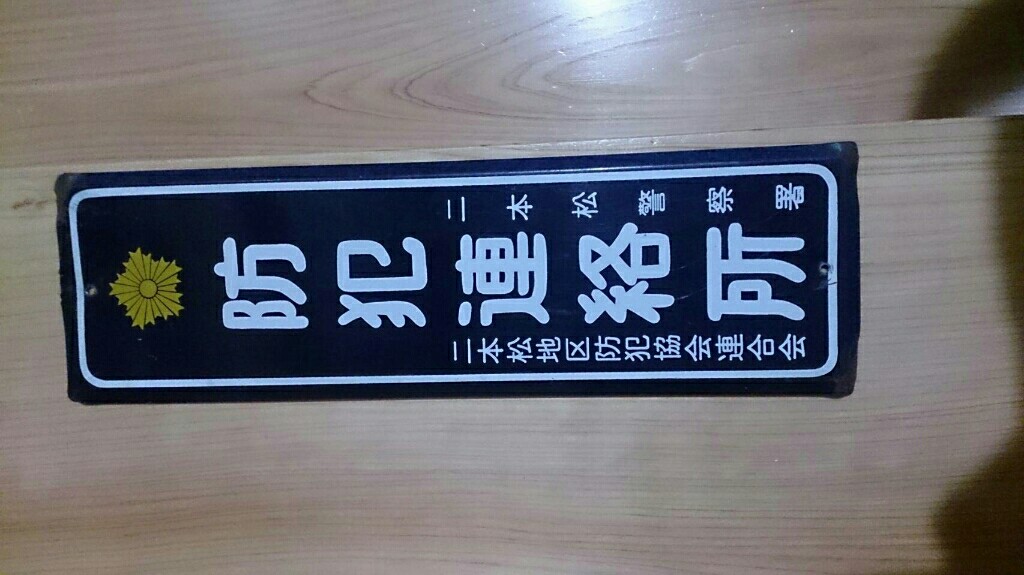 二本松警察署
防犯連絡所
二本松地区防犯協会連合会